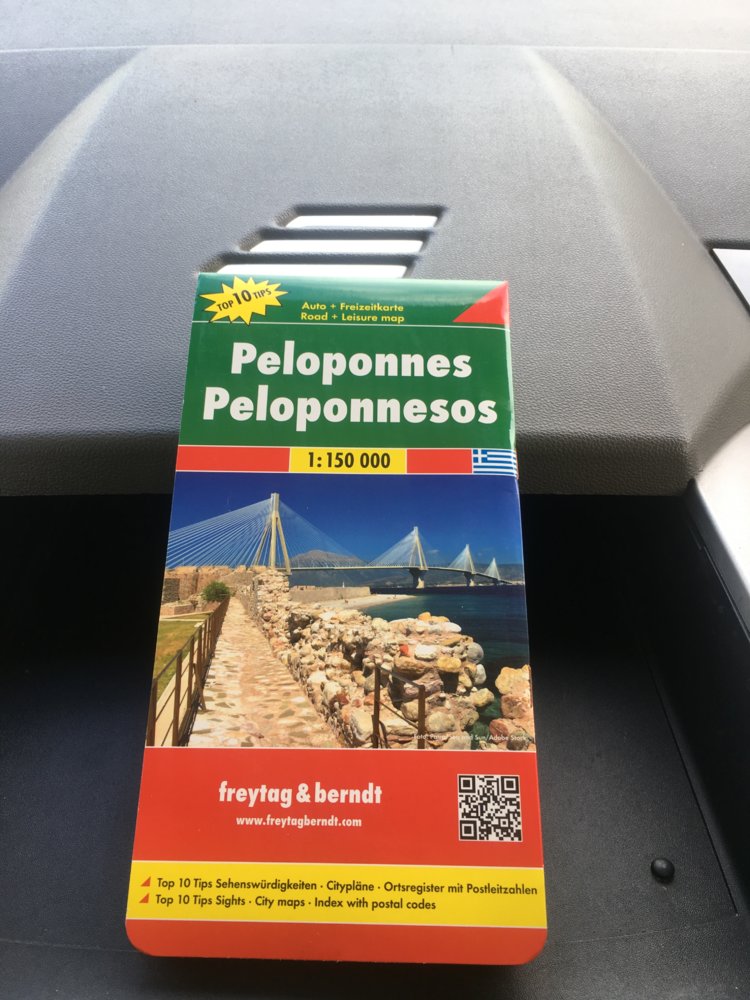 TOP 10 TIPS
Auto + Freizeitkarte
Road + Leisure map
Peloponnes
Peloponnesos
1:150 000
freytag & berndt
www.freytagberndt.com
Top 10 Tips Sehenswürdigkeiten · Citypläne · Ortsregister mit Postleitzahlen
Top 10 Tips Sights · City maps · Index with postal codes